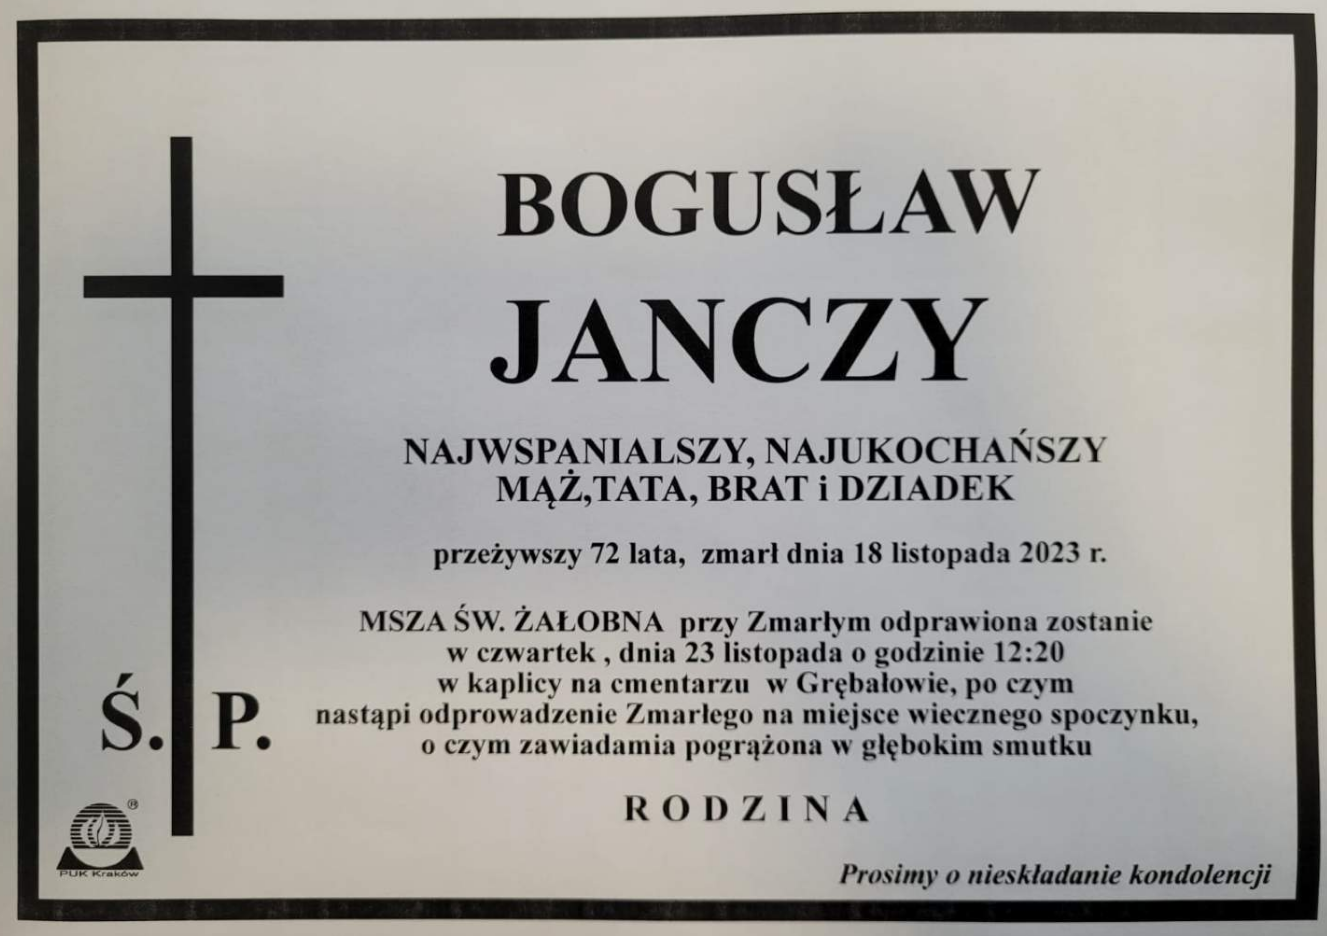 BOGUSŁAW
JANCZY
NAJWSPANIALSZY, NAJUKOCHAŃSZY
MĄŻ,TATA, BRAT i DZIADEK
przeżywszy 72 lata, zmarł dnia 18 listopada 2023 r.
MSZA ŚW. ŻAŁOBNA przy Zmarłym odprawiona zostanie
w czwartek , dnia 23 listopada o godzinie 12:20
w kaplicy na cmentarzu w Grębałowie, po czym
nastąpi odprowadzenie Zmarłego na miejsce wiecznego spoczynku,
o czym zawiadamia pogrążona w głębokim smutku
Ś. P.
RODZINA
®
PUK Kraków
Prosimy o nieskładanie kondolencji